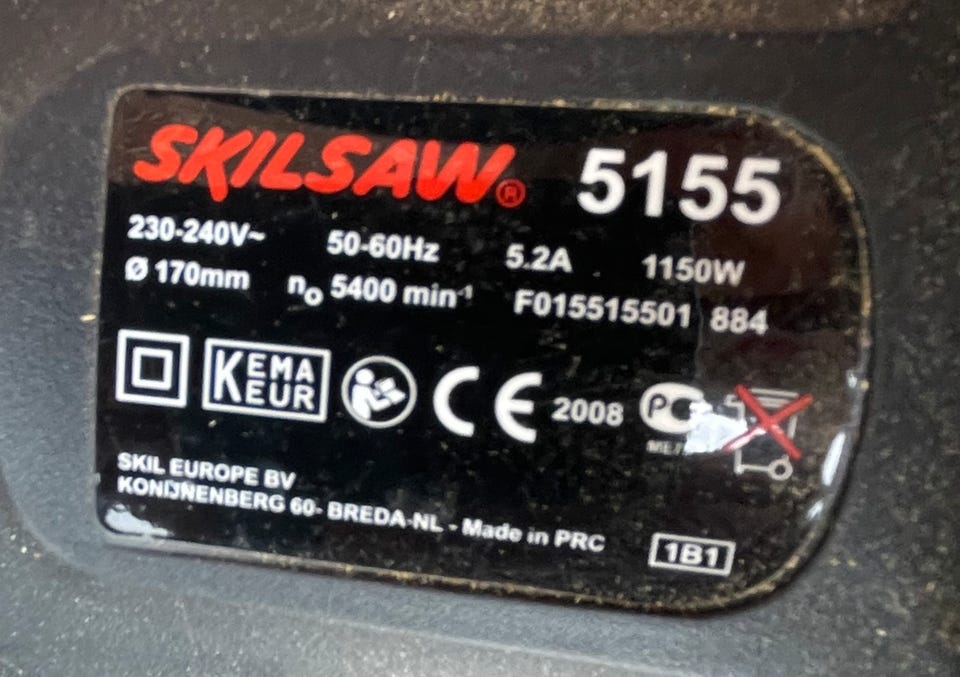 SKILSAW® 5155
230-240V~ 50-60Hz 5.2A 1150W
Ø 170mm n₀ 5400 min⁻¹ F015515501 884
KEMA
EUR
CE 2008
SKIL EUROPE BV
KONIJNENBERG 60- BREDA-NL - Made in PRC
1B1